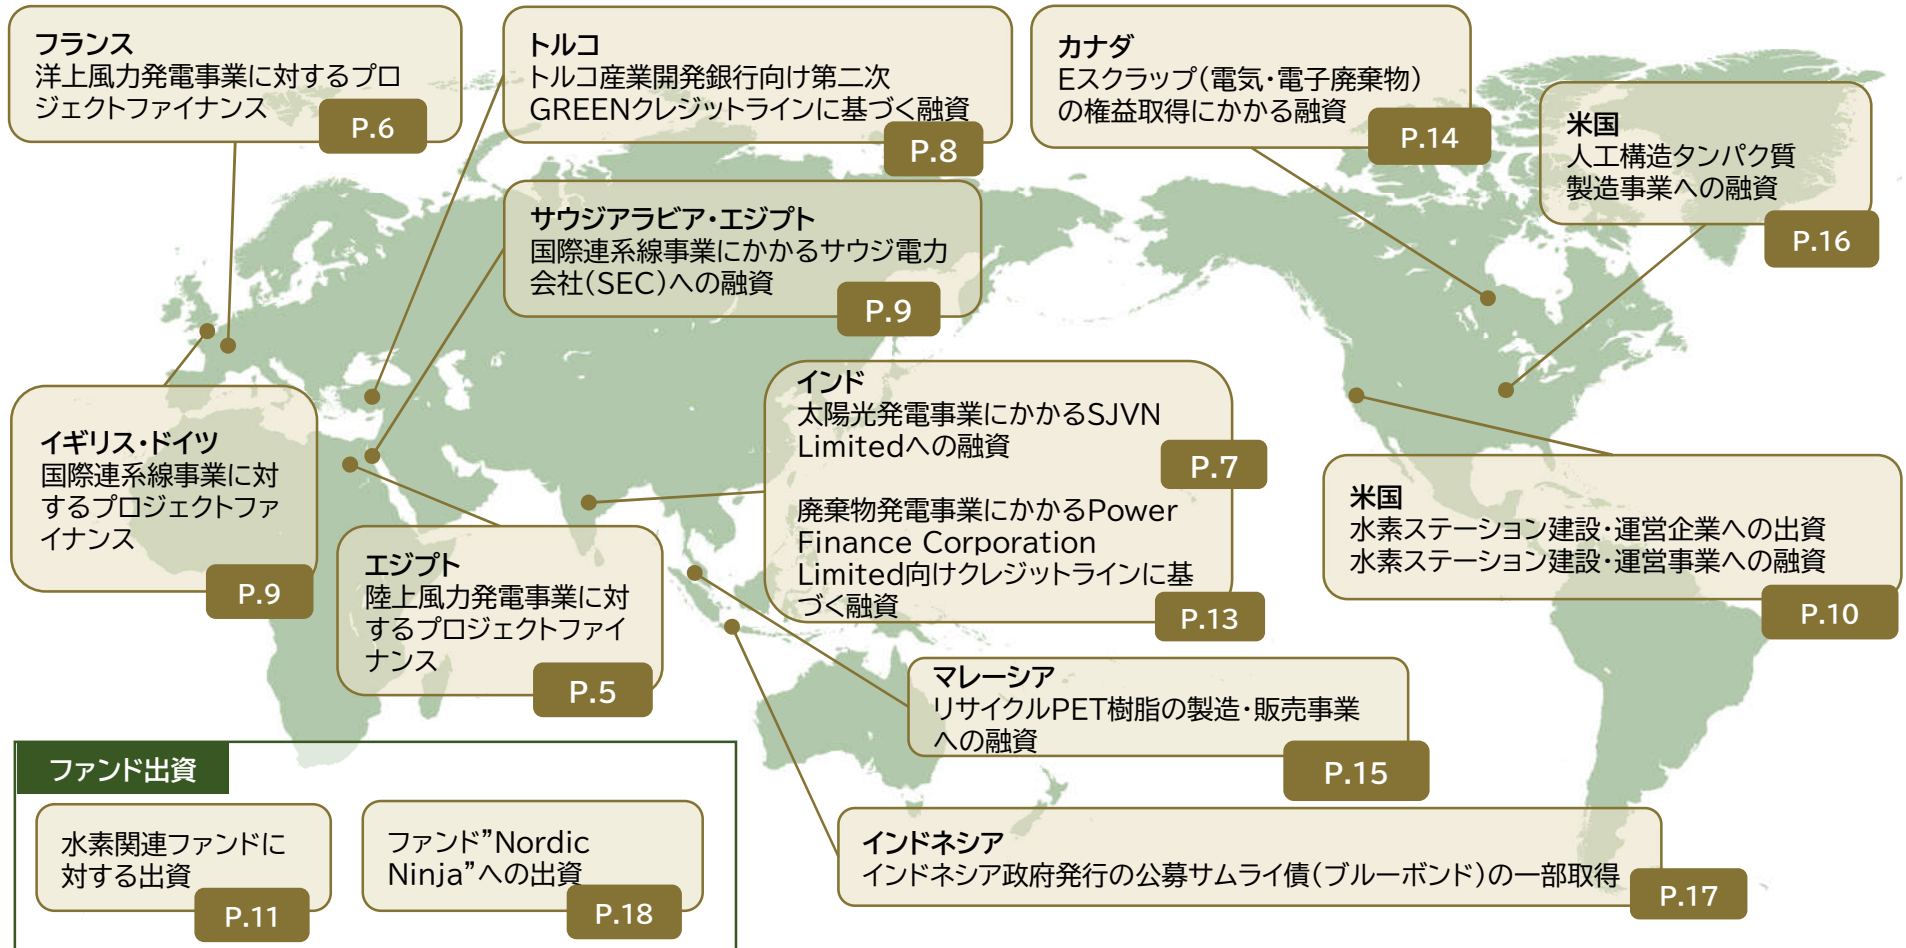 フランス
洋上風力発電事業に対するプロ
ジェクトファイナンス
P.6
トルコ
トルコ産業開発銀行向け第二次
GREENクレジットラインに基づく融資
P.8
カナダ
Eスクラップ(電気・電子廃棄物)
の権益取得にかかる融資
P.14
米国
人工構造タンパク質
製造事業への融資
P.16
サウジアラビア・エジプト
国際連系線事業にかかるサウジ電力
会社(SEC)への融資
P.9
イギリス・ドイツ
国際連系線事業に対
するプロジェクトファ
イナンス
P.9
エジプト
陸上風力発電事業に対
するプロジェクトファイ
ナンス
P.5
インド
太陽光発電事業にかかるSJVN
Limitedへの融資
P.7
廃棄物発電事業にかかるPower
Finance Corporation
Limited向けクレジットラインに基
づく融資
P.13
米国
水素ステーション建設・運営企業への出資
水素ステーション建設・運営事業への融資
P.10
マレーシア
リサイクルPET樹脂の製造・販売事業
への融資
P.15
インドネシア
インドネシア政府発行の公募サムライ債(ブルーボンド)の一部取得
P.17
ファンド出資
水素関連ファンドに
対する出資
P.11
ファンド”Nordic
Ninja”への出資
P.18